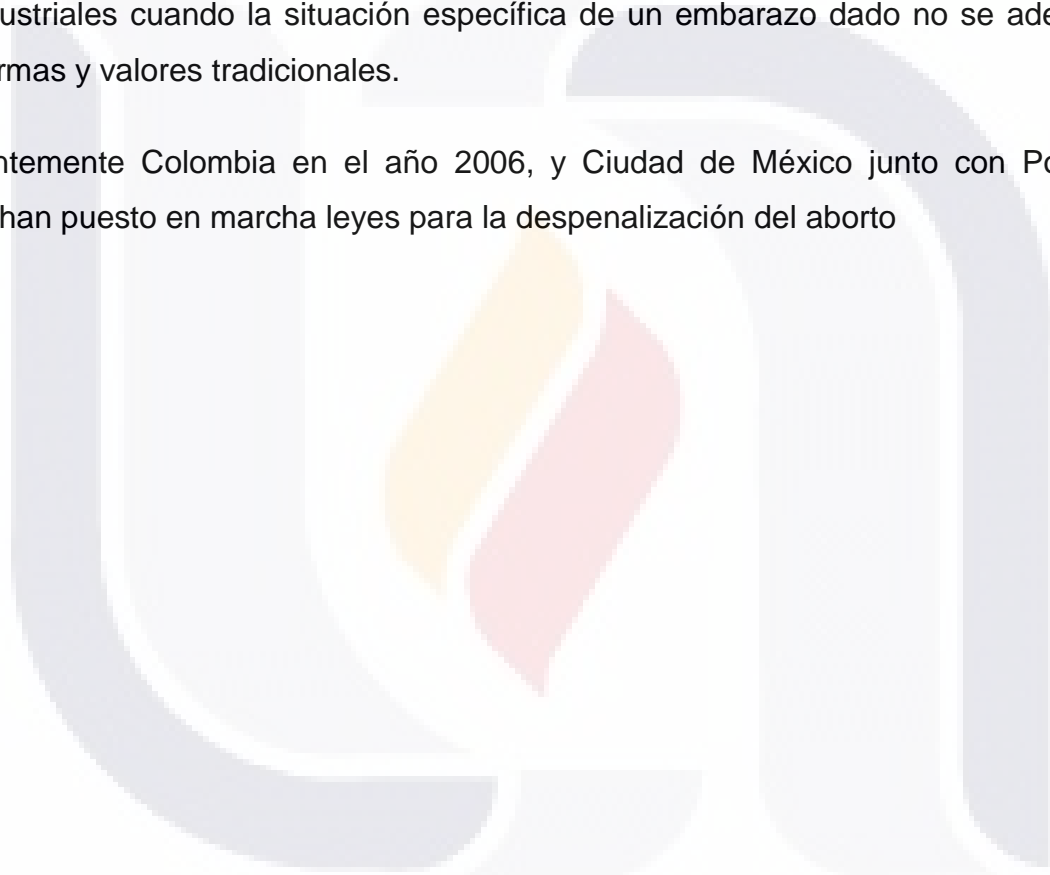 ustriales cuando la situación específica de un embarazo dado no se ade
rmas y valores tradicionales.
ntemente Colombia en el año 2006, y Ciudad de México junto con Po
han puesto en marcha leyes para la despenalización del aborto